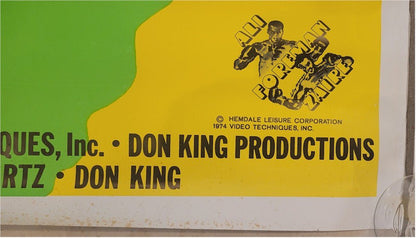 ALI
FOREMAN
ZAIRE
© HEMDALE LEISURE CORPORATION
1974 VIDEO TECHNIQUES, INC.
QUES, Inc. • DON KING PRODUCTIONS
RTZ • DON KING